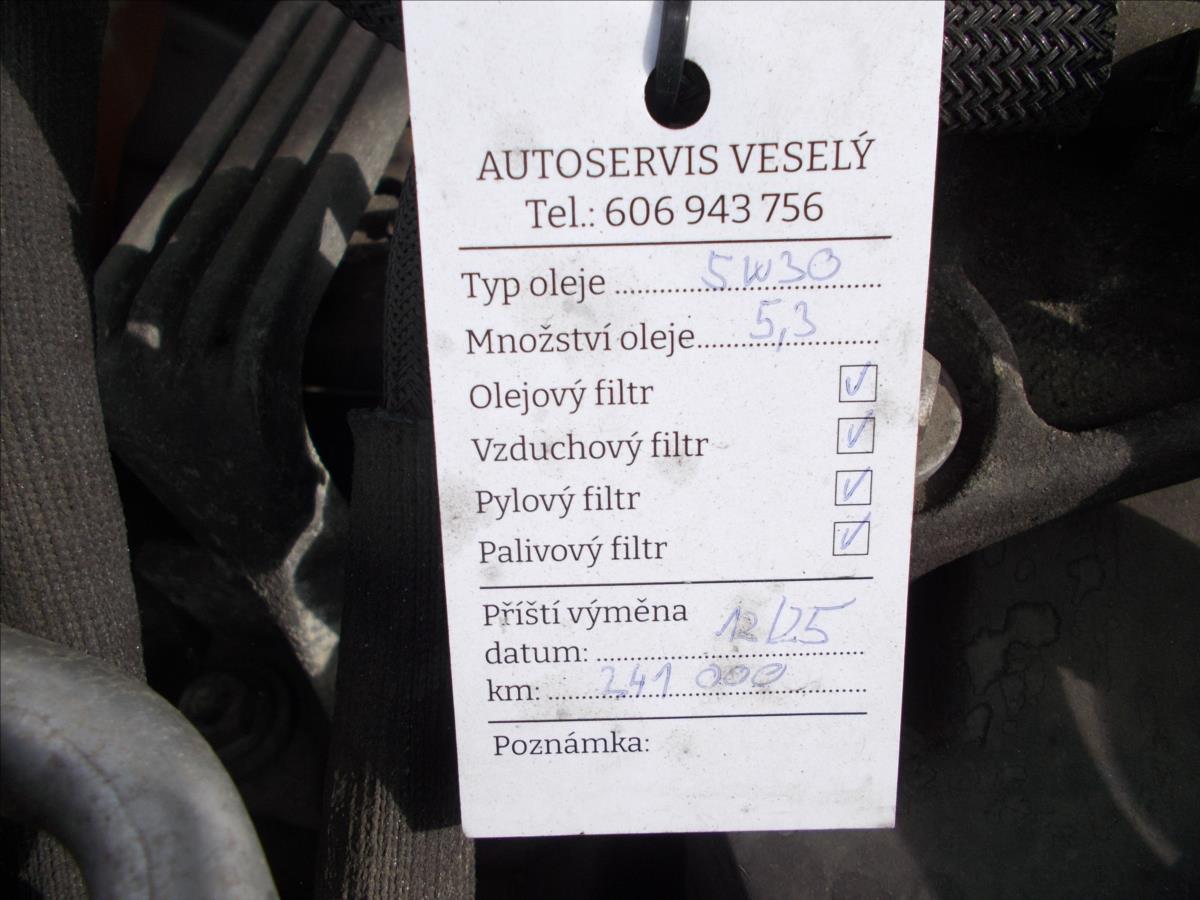 AUTOSERVIS VESELÝ
Tel.: 606 943 756
Typ oleje ........ 5W30 ........
Množství oleje........ 5,3 ........
Olejový filtr ✓
Vzduchový filtr ✓
Pylový filtr ✓
Palivový filtr ✓
Příští výměna
datum: ........ 12/25 ........
km: ........ 241 000 ........
Poznámka: